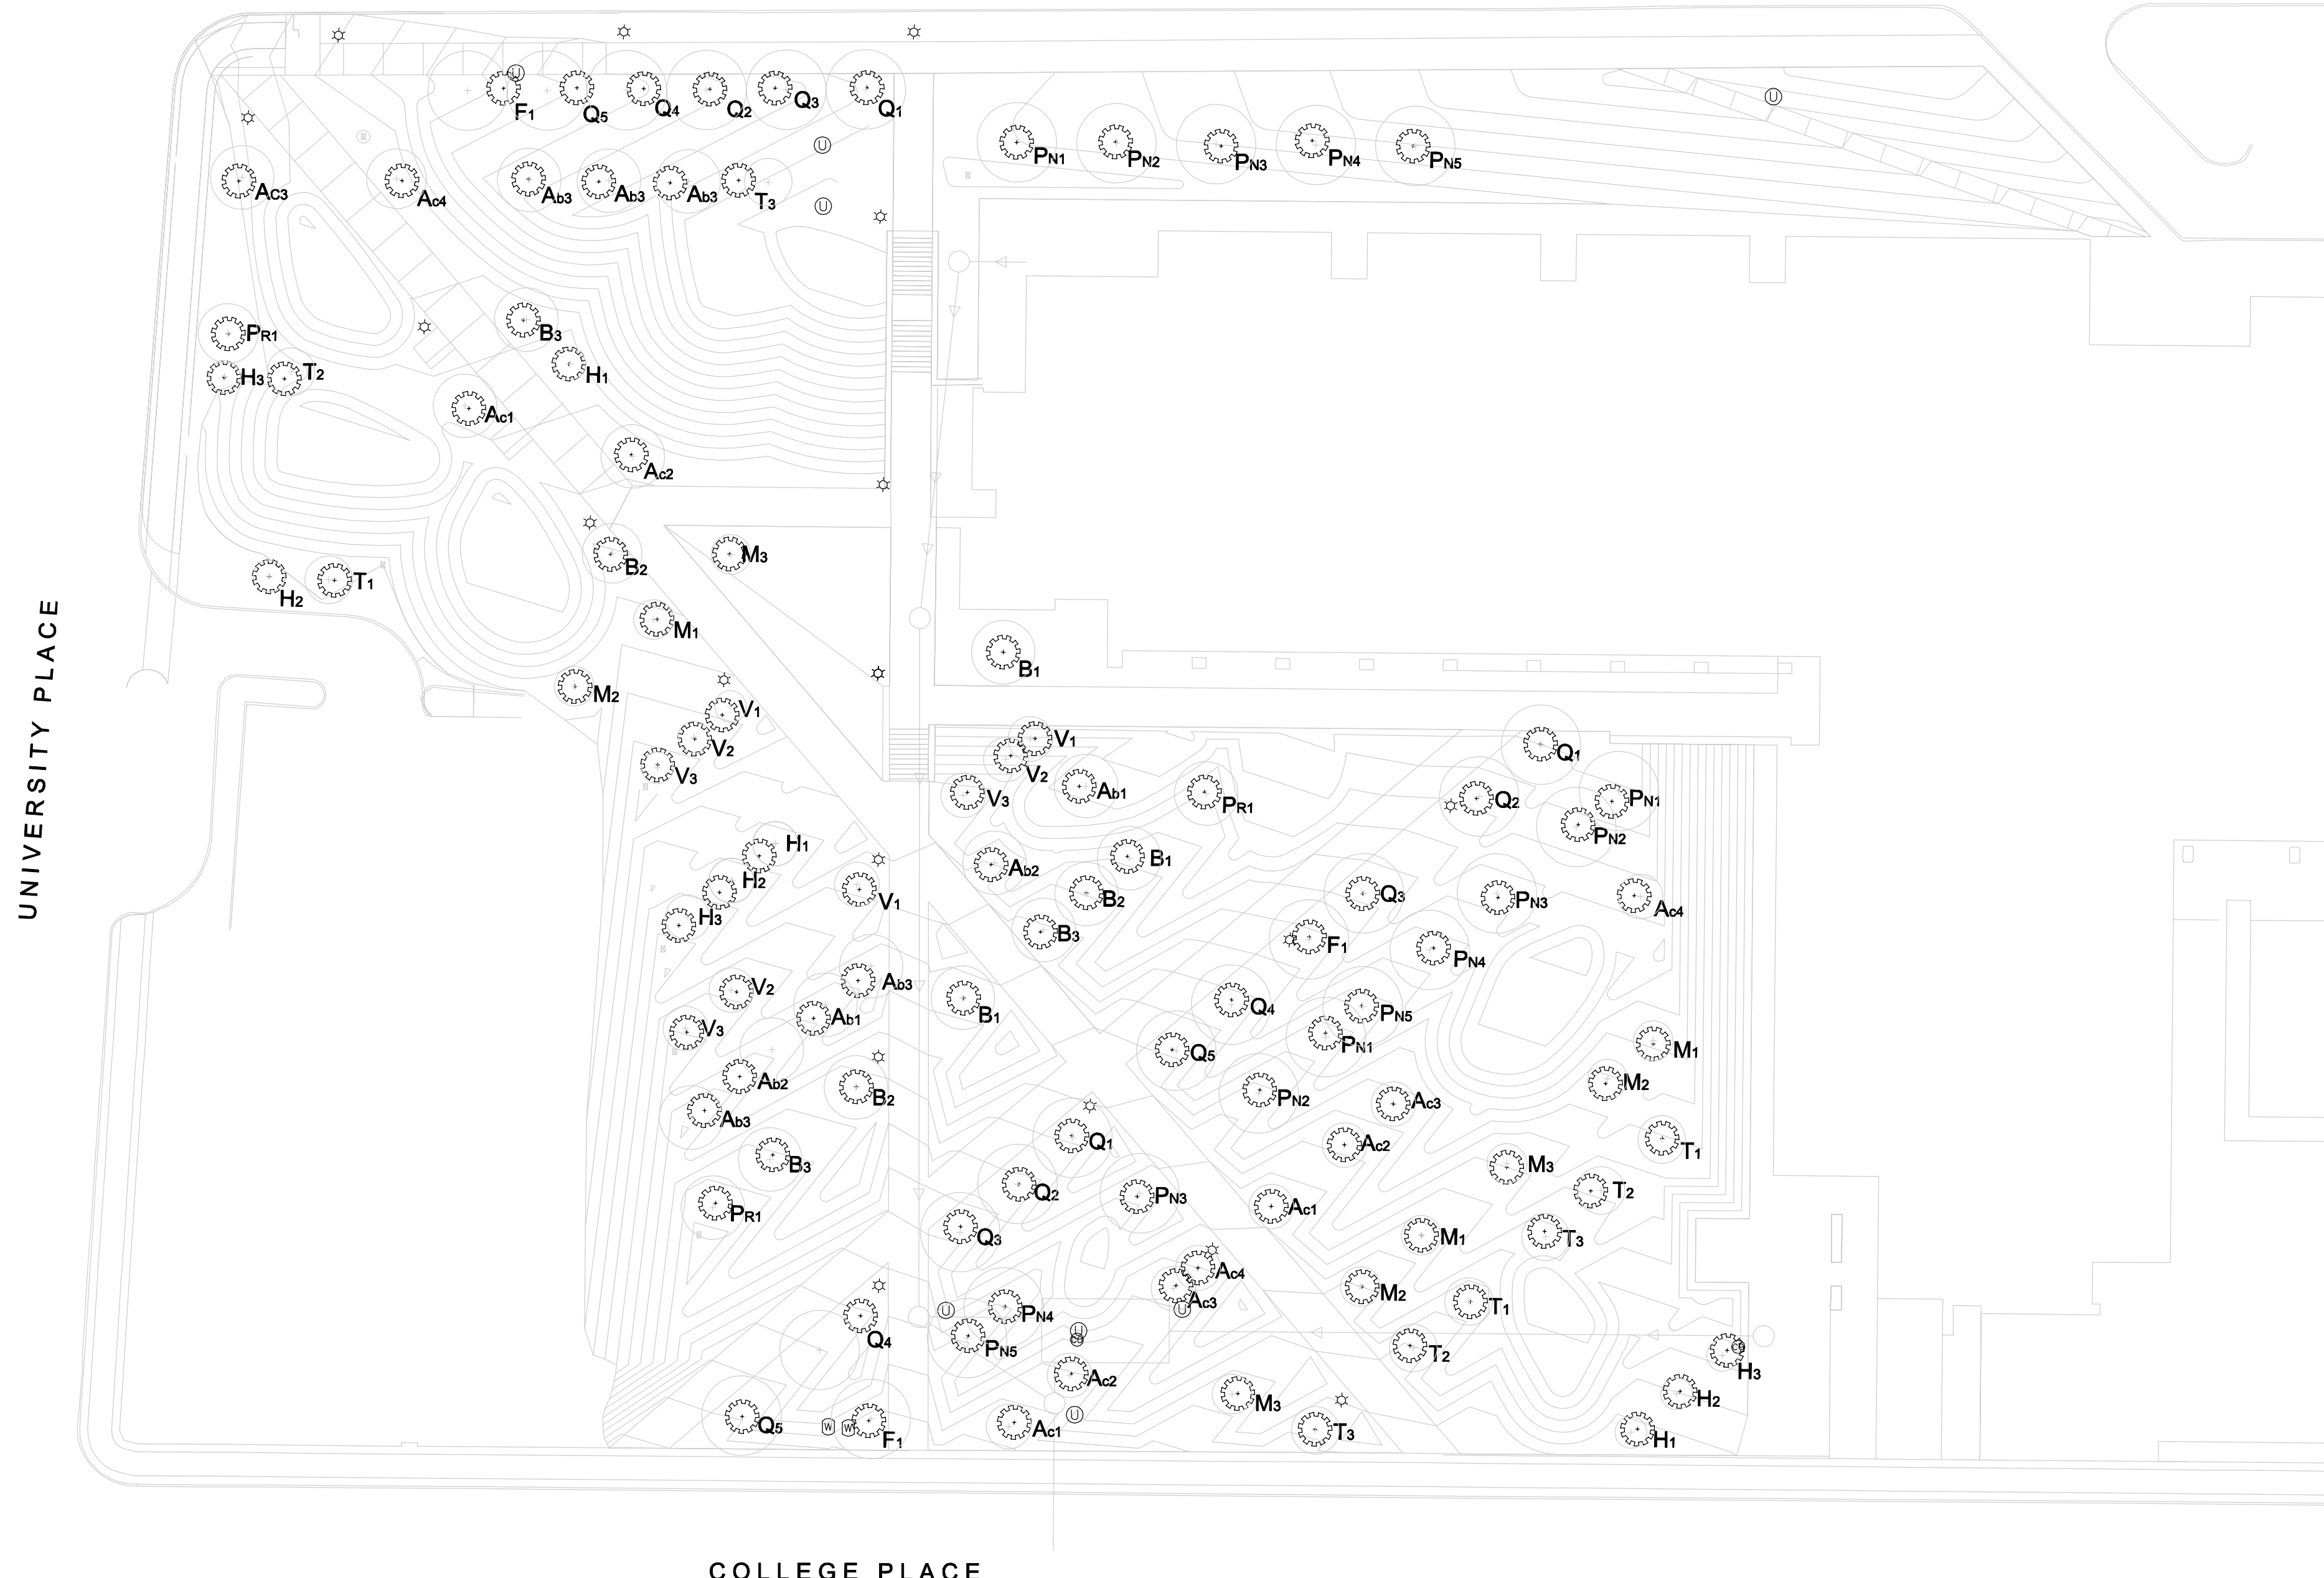 U
F1
Q5
Q4
Q2
Q3
Q1
U
U
PN1
PN2
PN3
PN4
PN5
AC3
Ac4
Ab3
Ab3
Ab3
T3
U
PR1
B3
H3
T2
H1
Ac1
Ac2
B2
M3
H2
T1
M1
M2
B1
V1
V2
V3
V1
V2
V3
Ab1
PR1
Q1
Q2
PN1
PN2
H1
H2
H3
V1
Ab2
B1
B2
B3
Q3
F1
PN3
PN4
Ac4
V2
V3
Ab3
Ab1
B1
Q4
Q5
PN5
PN1
M1
M2
Ab2
Ab3
B2
B3
PR1
PN2
Ac3
Ac2
Q1
Q2
Q3
PN3
Ac1
M3
T1
T2
T3
M1
M2
Ac4
Ac3
U
U
U
Q4
PN4
PN5
T1
T2
H3
H2
H1
Ac2
Ac1
U
M3
T3
Q5
W
W
F1
UNIVERSITY PLACE
COLLEGE PLACE